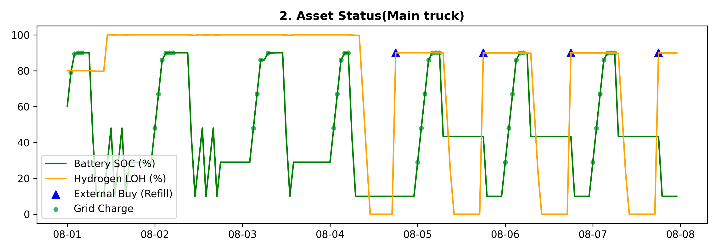 2. Asset Status(Main truck)
100
80
60
40
20
0
Battery SOC (%)
Hydrogen LOH (%)
External Buy (Refill)
Grid Charge
08-01 08-02 08-03 08-04 08-05 08-06 08-07 08-08